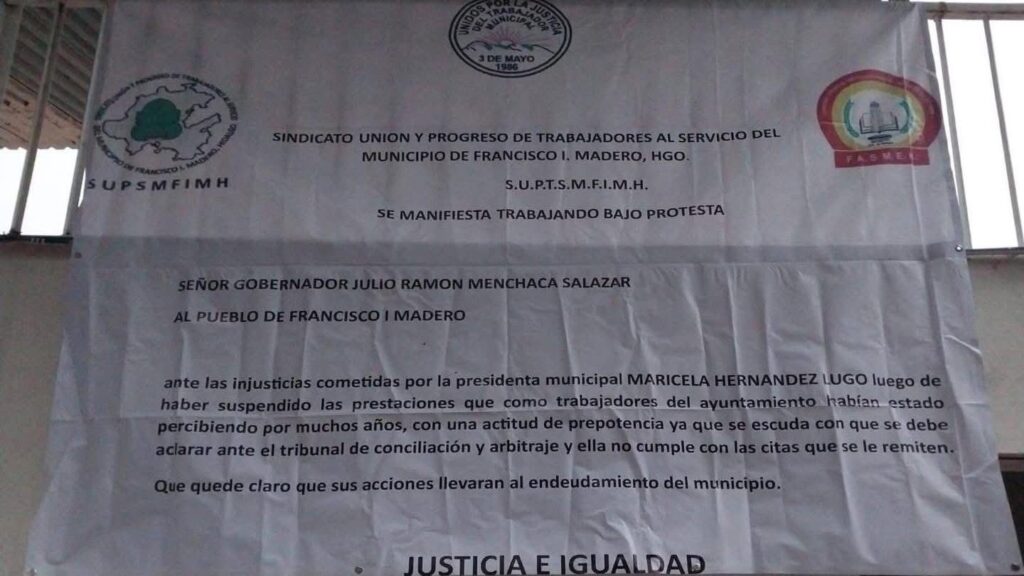 UNIDOS POR LA JUSTICIA
DEL TRABAJADOR
MUNICIPAL
3 DE MAYO
1986
SUPSMFIMH
FASMEH
SINDICATO UNION Y PROGRESO DE TRABAJADORES AL SERVICIO DEL
MUNICIPIO DE FRANCISCO I. MADERO, HGO.
S.U.P.T.S.M.F.I.M.H.
SE MANIFIESTA TRABAJANDO BAJO PROTESTA
SEÑOR GOBERNADOR JULIO RAMON MENCHACA SALAZAR
AL PUEBLO DE FRANCISCO I MADERO
ante las injusticias cometidas por la presidenta municipal MARICELA HERNANDEZ LUGO luego de
haber suspendido las prestaciones que como trabajadores del ayuntamiento habían estado
percibiendo por muchos años, con una actitud de prepotencia ya que se escuda con que se debe
aclarar ante el tribunal de conciliación y arbitraje y ella no cumple con las citas que se le remiten.
Que quede claro que sus acciones llevaran al endeudamiento del municipio.
JUSTICIA E IGUALDAD